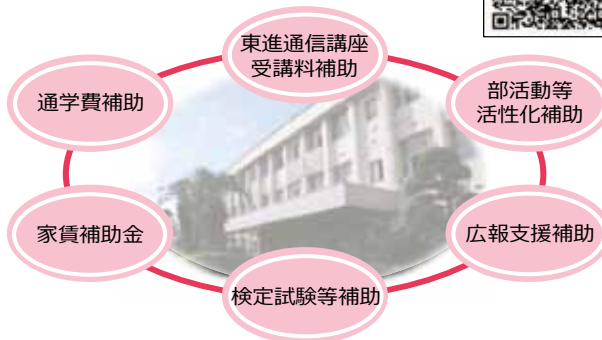 東進通信講座
受講料補助
通学費補助
部活動等
活性化補助
家賃補助金
広報支援補助
検定試験等補助